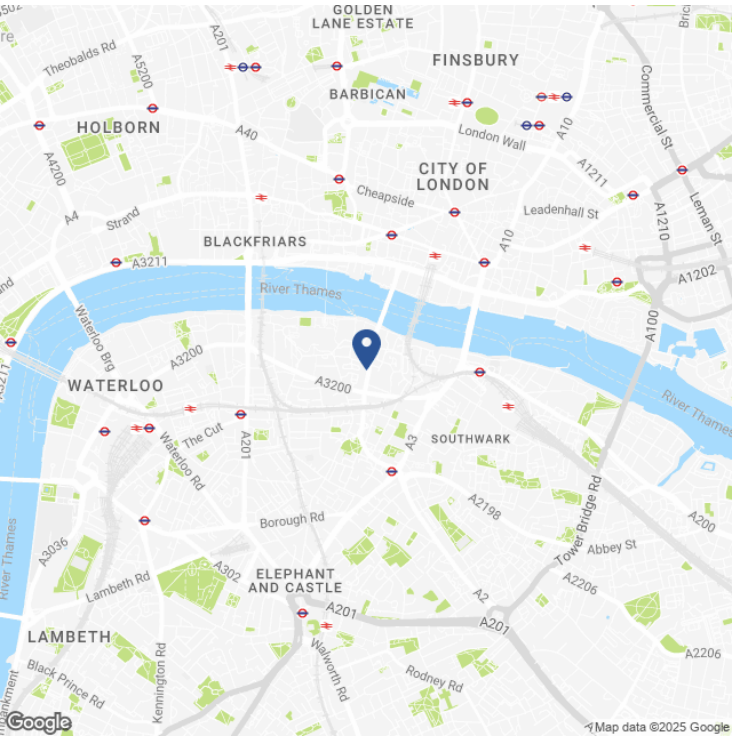 A5201
GOLDEN
LANE ESTATE
A201
Theobalds Rd
A5200
FINSBURY
Commercial St
BARBICAN
HOLBORN
A40
London Wall
A10
A4200
CITY OF
LONDON
A1211
Cheapside
Leadenhall St
A1210
Leman St
A4
Strand
A10
BLACKFRIARS
A3211
A1202
River Thames
A100
Waterloo Brg
A3200
A3211
WATERLOO
A3200
River Thames
The Cut
A201
A3
SOUTHWARK
Waterloo Rd
A2198
Tower Bridge Rd
A200
Borough Rd
Abbey St
River Thames
A3036
Lambeth Rd
A302
ELEPHANT
AND CASTLE
A2
A2206
A201
A201
LAMBETH
Walworth Rd
A2206
Black Prince Rd
Kennington Rd
Rodney Rd
Google
Map data ©2025 Google